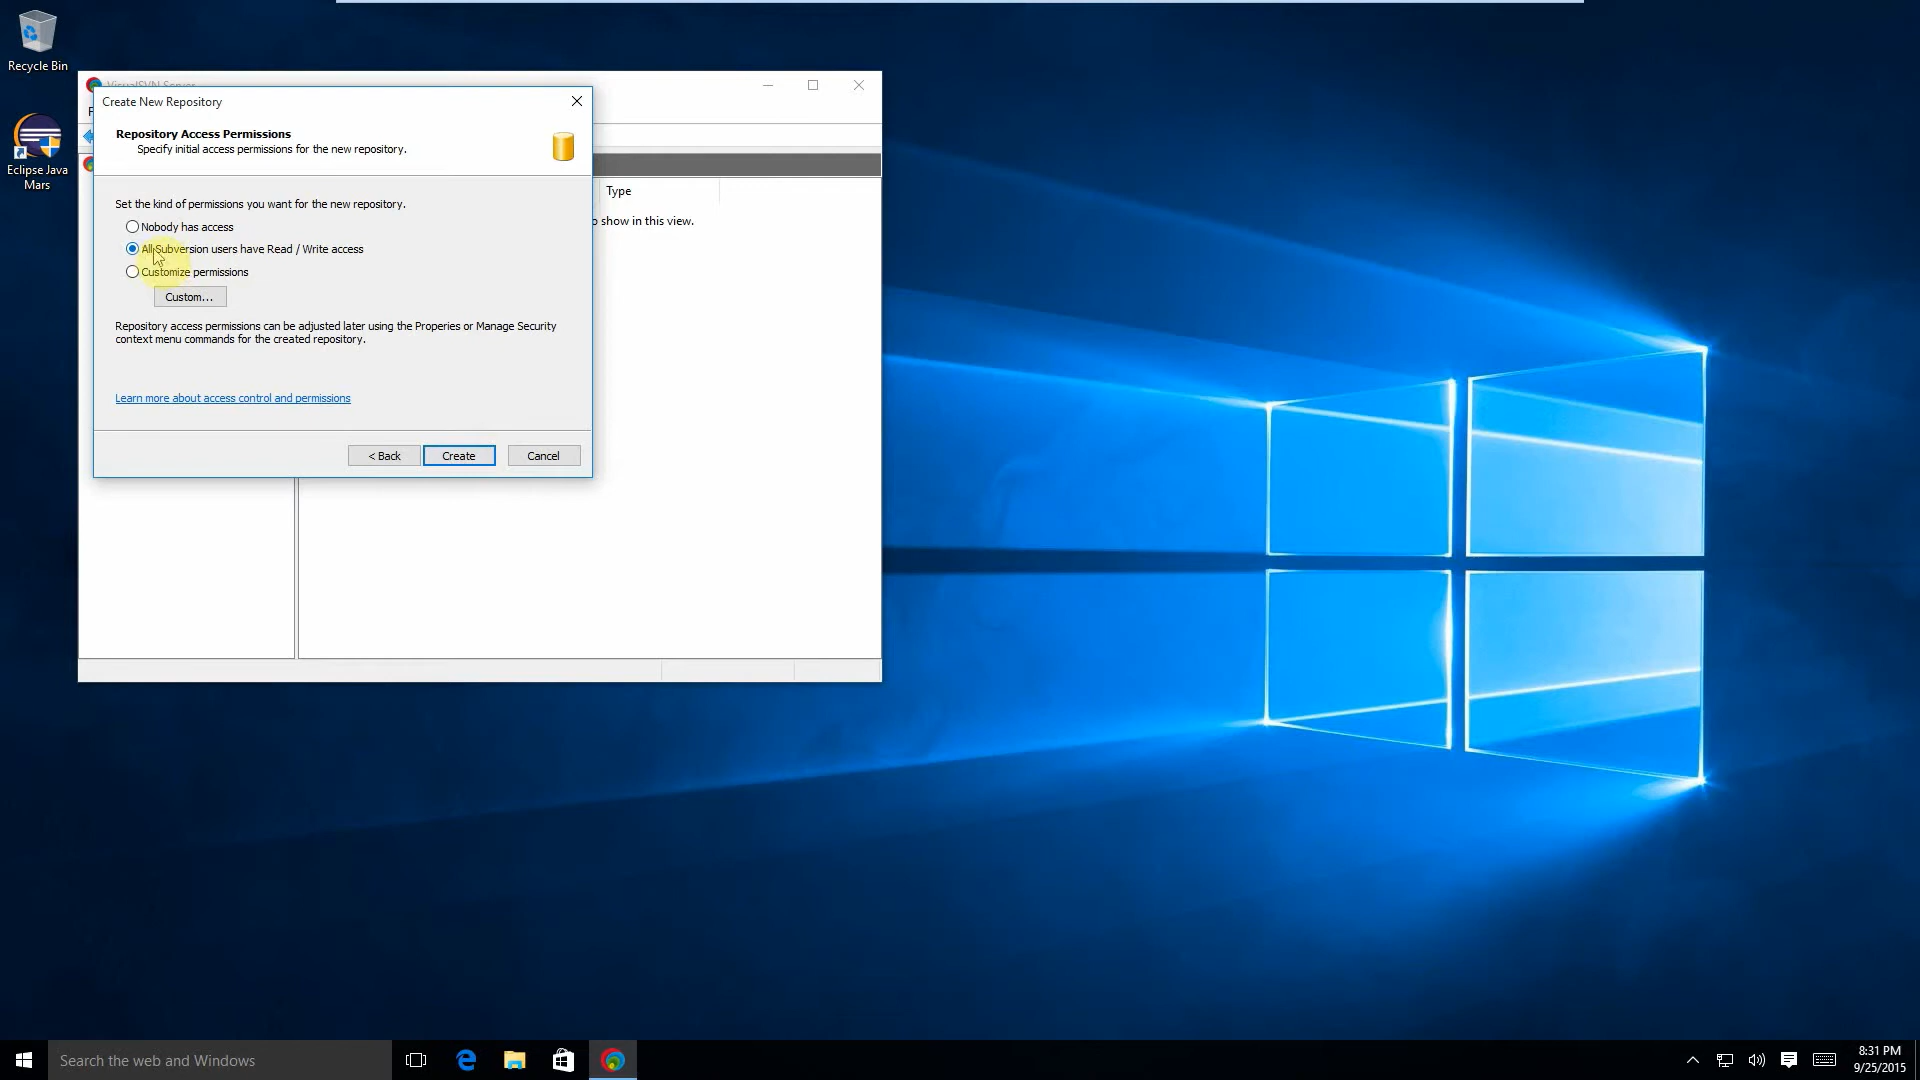 Recycle Bin
Eclipse Java
Mars
VisualSVN Server
Create New Repository
Repository Access Permissions
Specify initial access permissions for the new repository.
Set the kind of permissions you want for the new repository.
Nobody has access
All Subversion users have Read / Write access
Customize permissions
Custom...
Repository access permissions can be adjusted later using the Properies or Manage Security
context menu commands for the created repository.
Learn more about access control and permissions
< Back
Create
Cancel
Type
show in this view.
Search the web and Windows
8:31 PM
9/25/2015